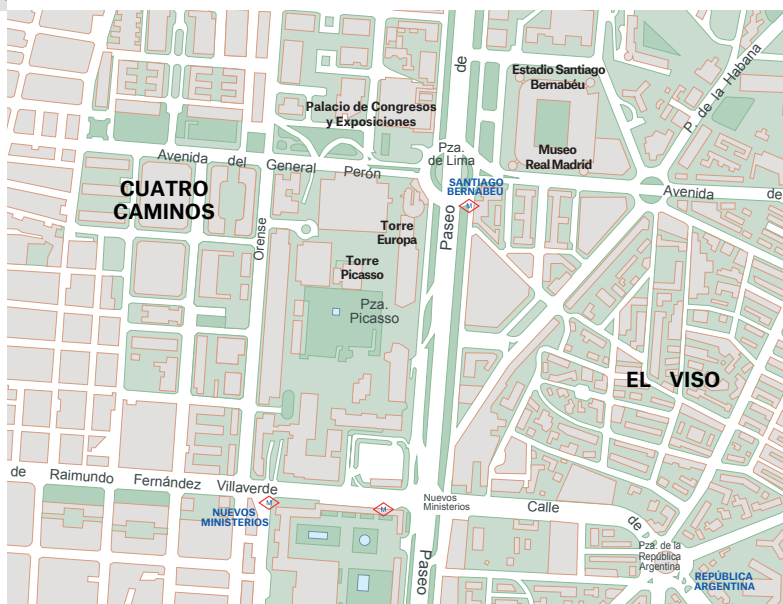 de
Estadio Santiago
Bernabéu
P. de la Habana
Palacio de Congresos
y Exposiciones
Pza.
de Lima
Museo
Real Madrid
Avenida del General Perón
CUATRO
CAMINOS
SANTIAGO
BERNABÉU
M
Avenida de
Paseo
Orense
Torre
Europa
Torre
Picasso
Pza.
Picasso
EL VISO
de Raimundo Fernández Villaverde
M
NUEVOS
MINISTERIOS
M
Nuevos
Ministerios
Calle de
Paseo
Pza. de la
República
Argentina
REPÚBLICA
ARGENTINA